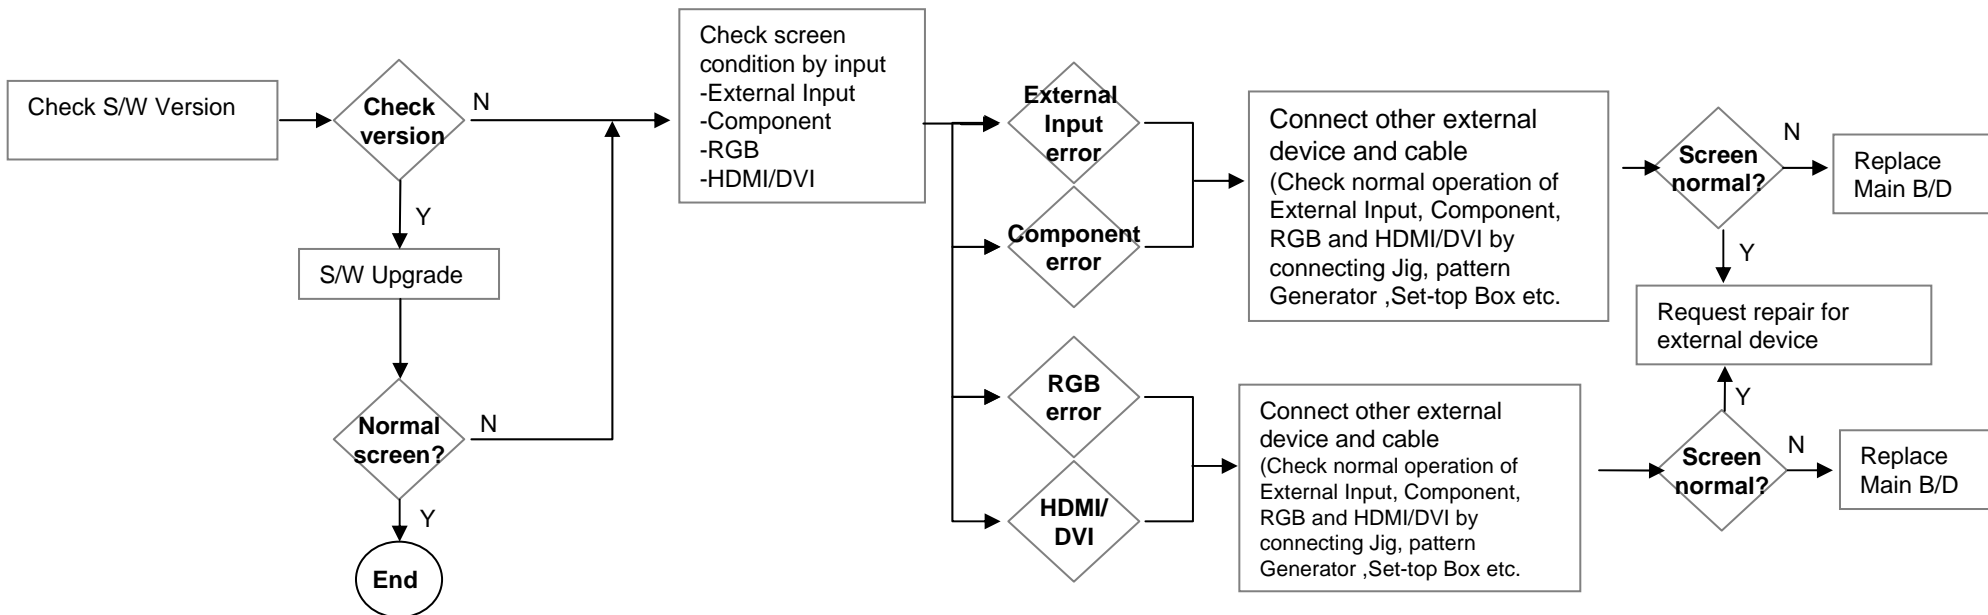 Check S/W Version
Check
version
N
Y
S/W Upgrade
Normal
screen?
N
Y
End
Check screen
condition by input
-External Input
-Component
-RGB
-HDMI/DVI
External
Input
error
Component
error
RGB
error
HDMI/
DVI
Connect other external
device and cable
(Check normal operation of
External Input, Component,
RGB and HDMI/DVI by
connecting Jig, pattern
Generator ,Set-top Box etc.
Connect other external
device and cable
(Check normal operation of
External Input, Component,
RGB and HDMI/DVI by
connecting Jig, pattern
Generator ,Set-top Box etc.
Screen
normal?
N
Replace
Main B/D
Y
Request repair for
external device
Y
Screen
normal?
N
Replace
Main B/D